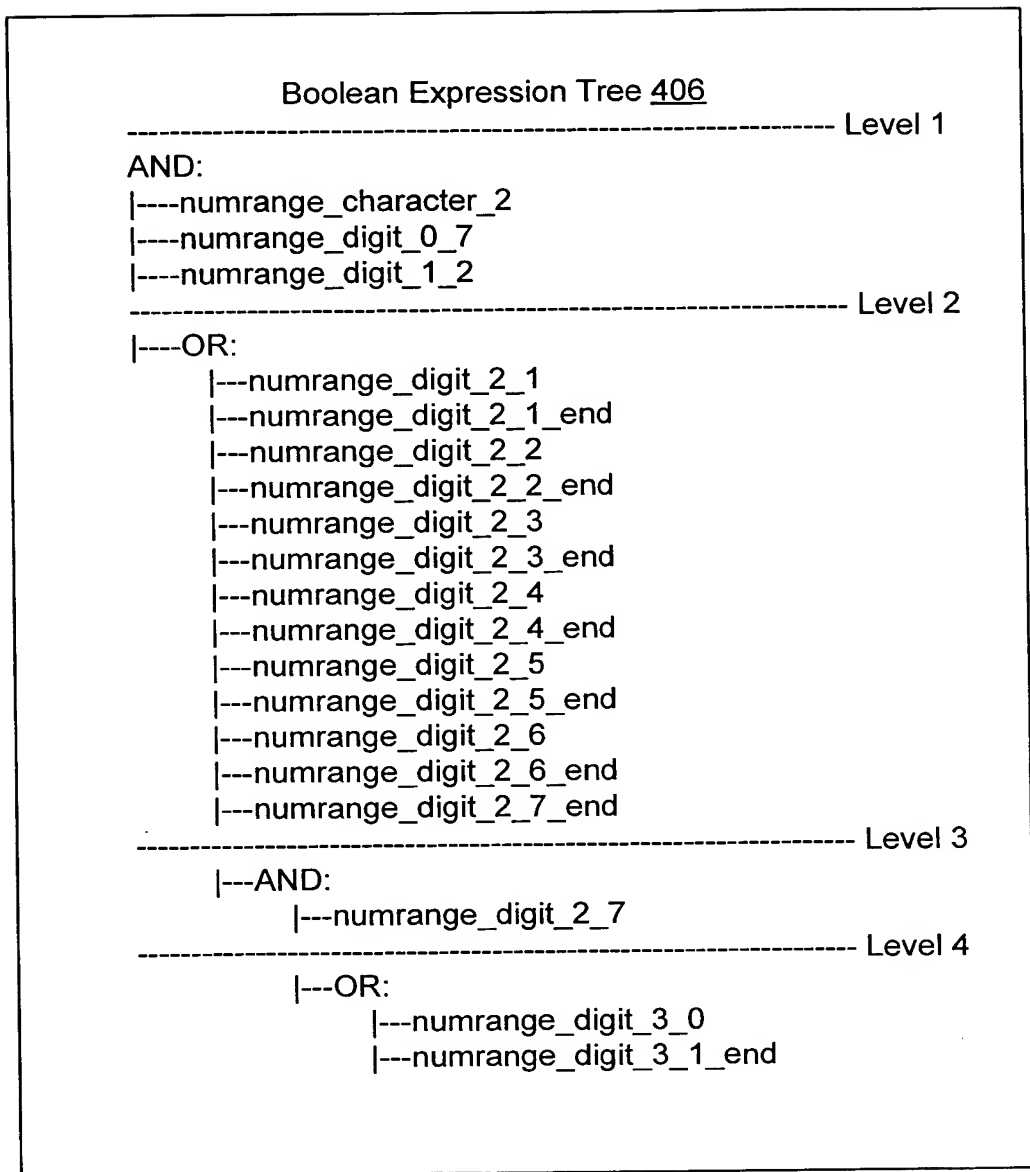 Boolean Expression Tree 406
------------------------------------------------------------------- Level 1
AND:
|----numrange_character_2
|----numrange_digit_0_7
|----numrange_digit_1_2
-------------------------------------------------------------------- Level 2
|----OR:
|---numrange_digit_2_1
|---numrange_digit_2_1_end
|---numrange_digit_2_2
|---numrange_digit_2_2_end
|---numrange_digit_2_3
|---numrange_digit_2_3_end
|---numrange_digit_2_4
|---numrange_digit_2_4_end
|---numrange_digit_2_5
|---numrange_digit_2_5_end
|---numrange_digit_2_6
|---numrange_digit_2_6_end
|---numrange_digit_2_7_end
-------------------------------------------------------------------- Level 3
|---AND:
|---numrange_digit_2_7
-------------------------------------------------------------------- Level 4
|---OR:
|---numrange_digit_3_0
|---numrange_digit_3_1_end